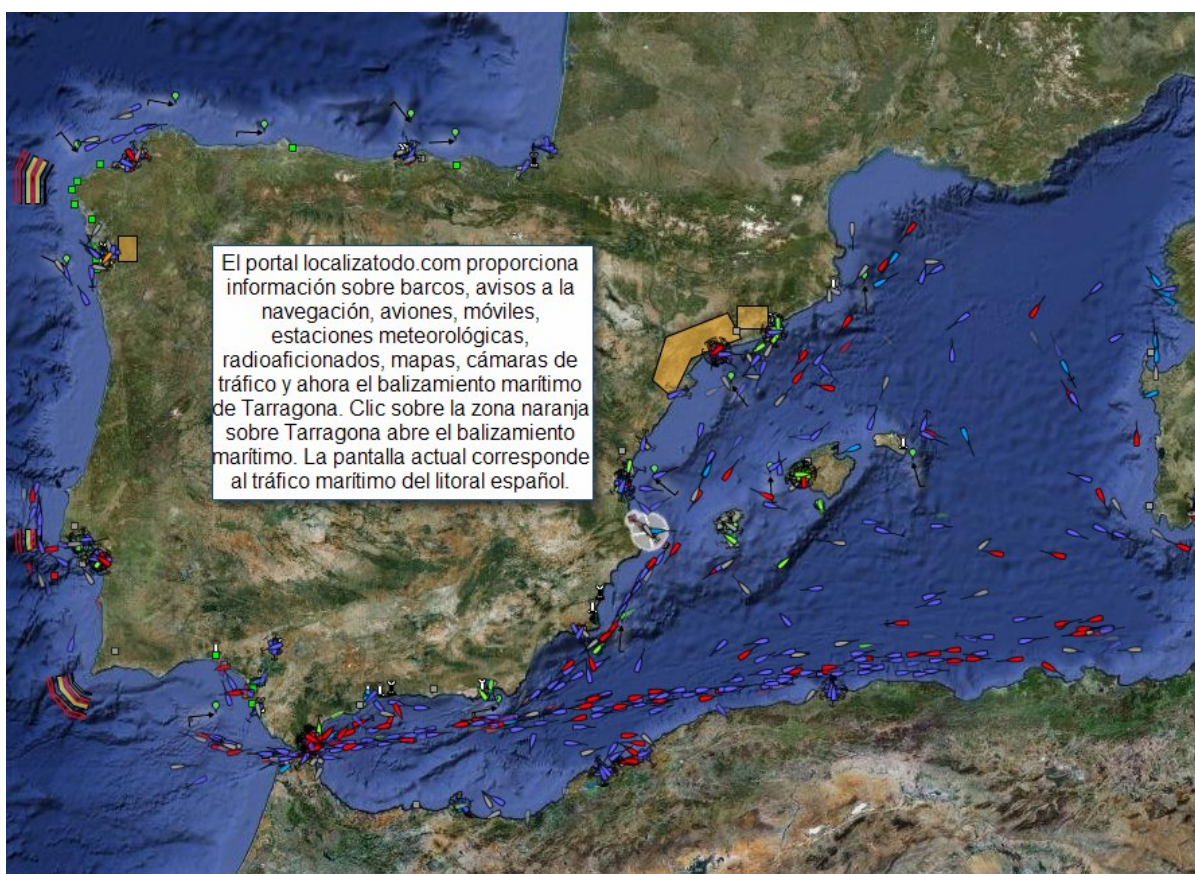 El portal localizatodo.com proporciona
información sobre barcos, avisos a la
navegación, aviones, móviles,
estaciones meteorológicas,
radioaficionados, mapas, cámaras de
tráfico y ahora el balizamiento marítimo
de Tarragona. Clic sobre la zona naranja
sobre Tarragona abre el balizamiento
marítimo. La pantalla actual corresponde
al tráfico marítimo del litoral español.